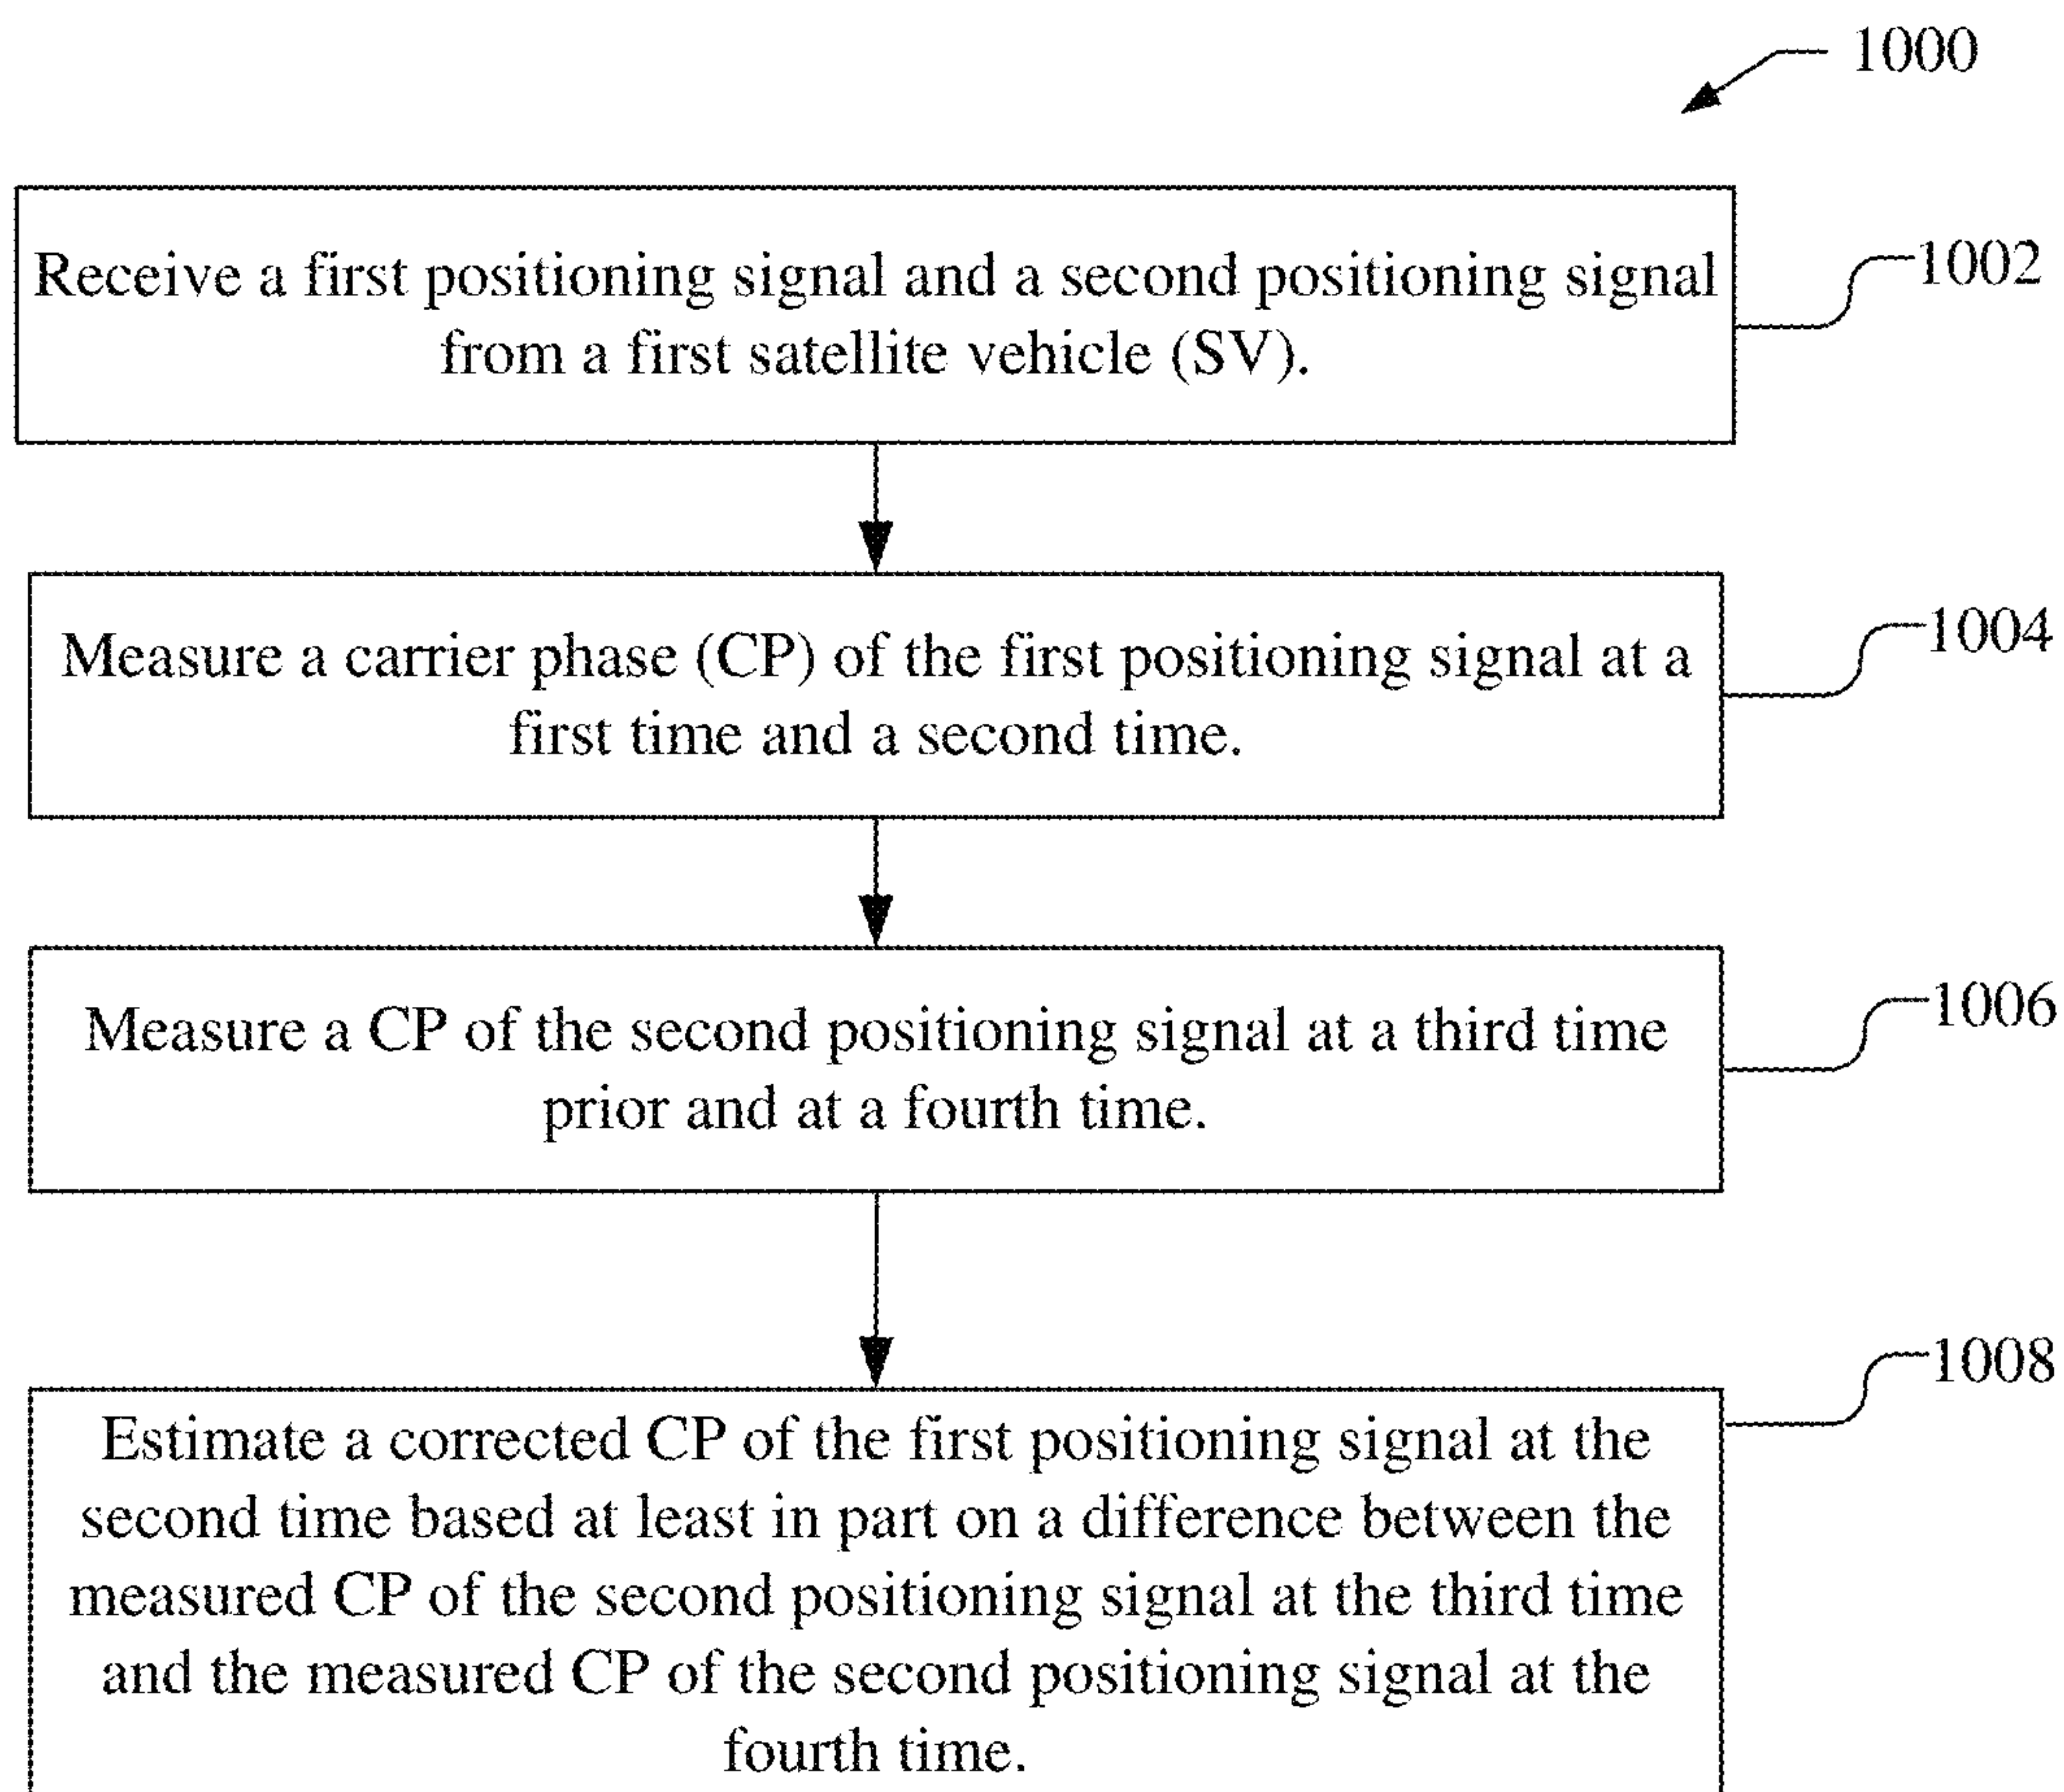 1000
Receive a first positioning signal and a second positioning signal
from a first satellite vehicle (SV).
1002
Measure a carrier phase (CP) of the first positioning signal at a
first time and a second time.
1004
Measure a CP of the second positioning signal at a third time
prior and at a fourth time.
1006
Estimate a corrected CP of the first positioning signal at the
second time based at least in part on a difference between the
measured CP of the second positioning signal at the third time
and the measured CP of the second positioning signal at the
fourth time.
1008